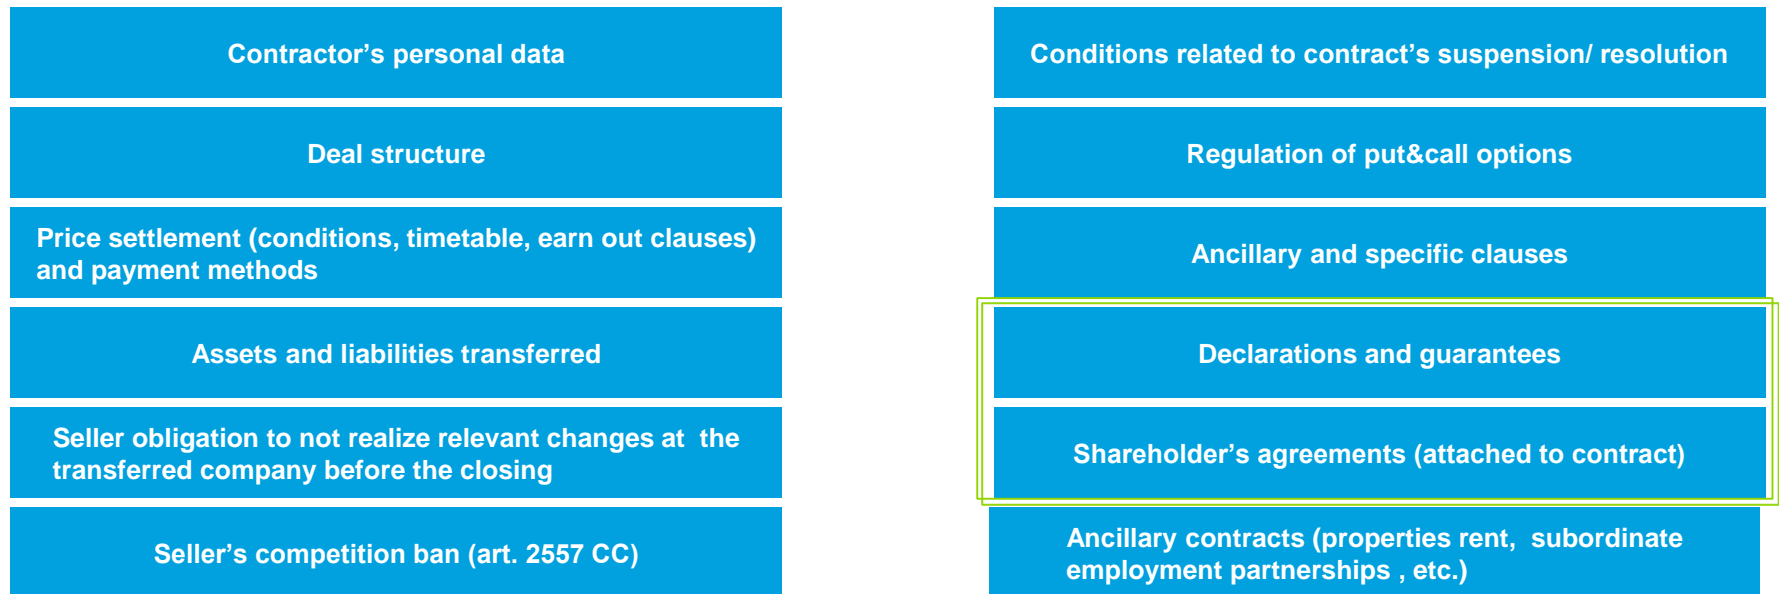 Contractor's personal data
Deal structure
Price settlement (conditions, timetable, earn out clauses)
and payment methods
Assets and liabilities transferred
Seller obligation to not realize relevant changes at  the
transferred company before the closing
Seller's competition ban (art. 2557 CC)
Conditions related to contract's suspension/ resolution
Regulation of put&call options
Ancillary and specific clauses
Declarations and guarantees
Shareholder's agreements (attached to contract)
Ancillary contracts (properties rent,  subordinate
employment partnerships , etc.)